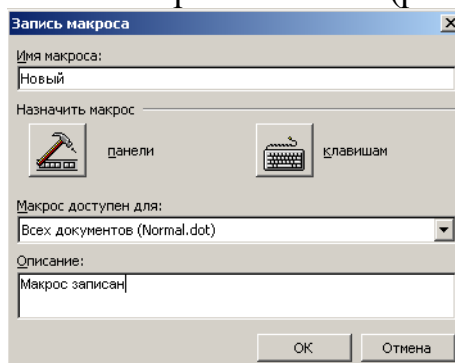 Запись макроса
Имя макроса:
Новый
Назначить макрос
панели
клавишам
Макрос доступен для:
Всех документов (Normal.dot)
Описание:
Макрос записан
ОК
Отмена